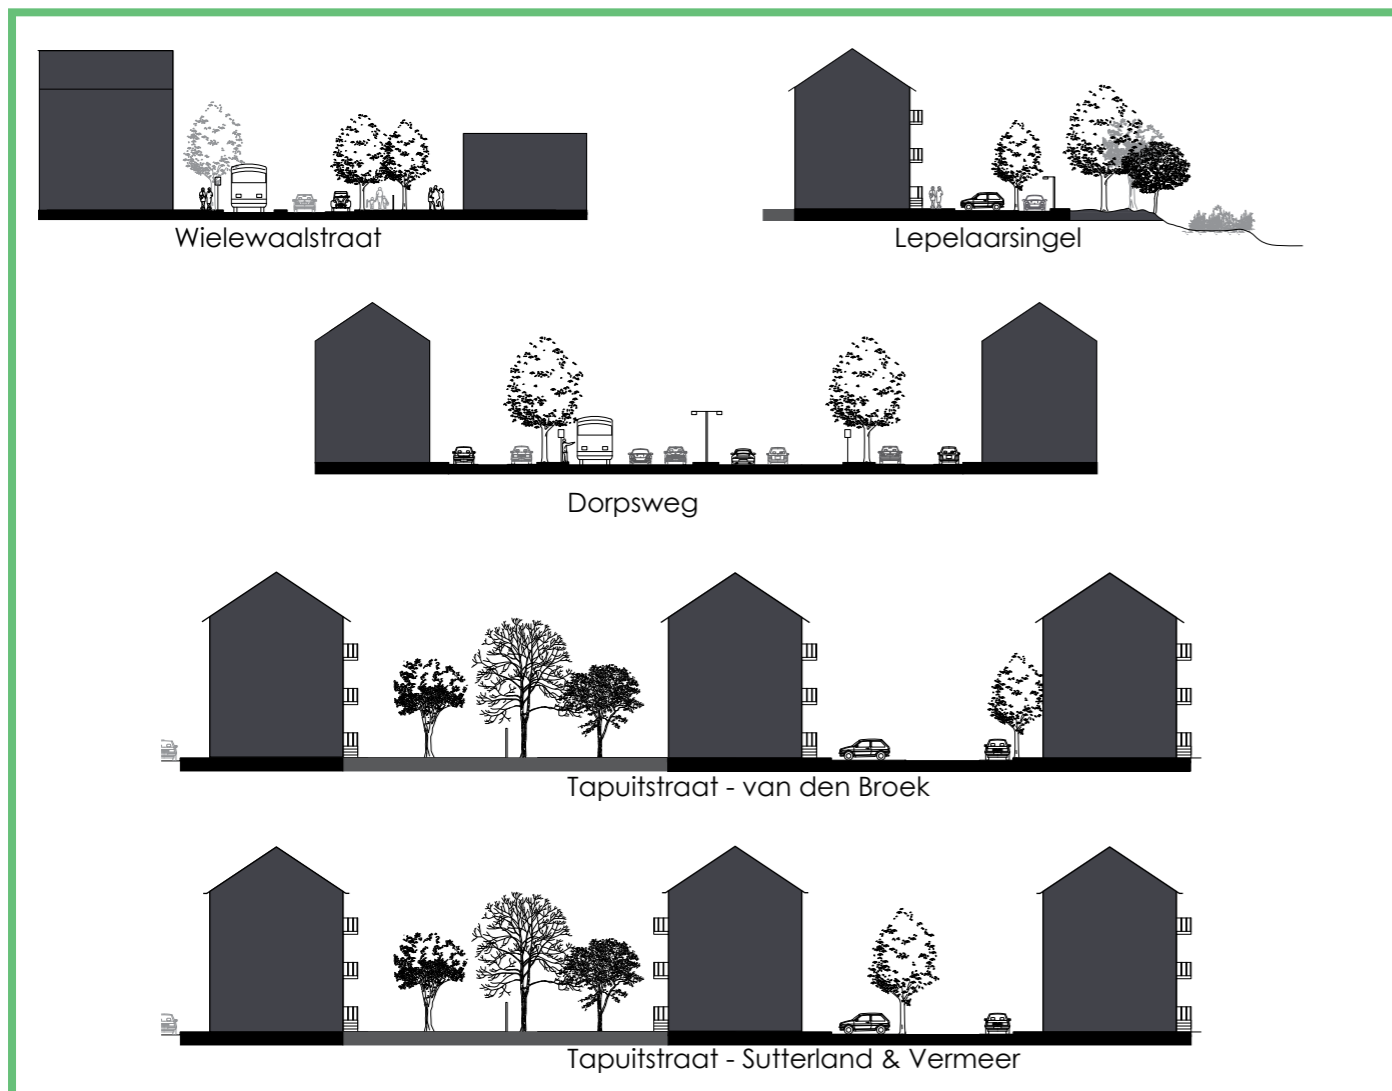 Wielewaalstraat
Lepelaarsingel
Dorpsweg
Tapuitstraat - van den Broek
Tapuitstraat - Sutterland & Vermeer